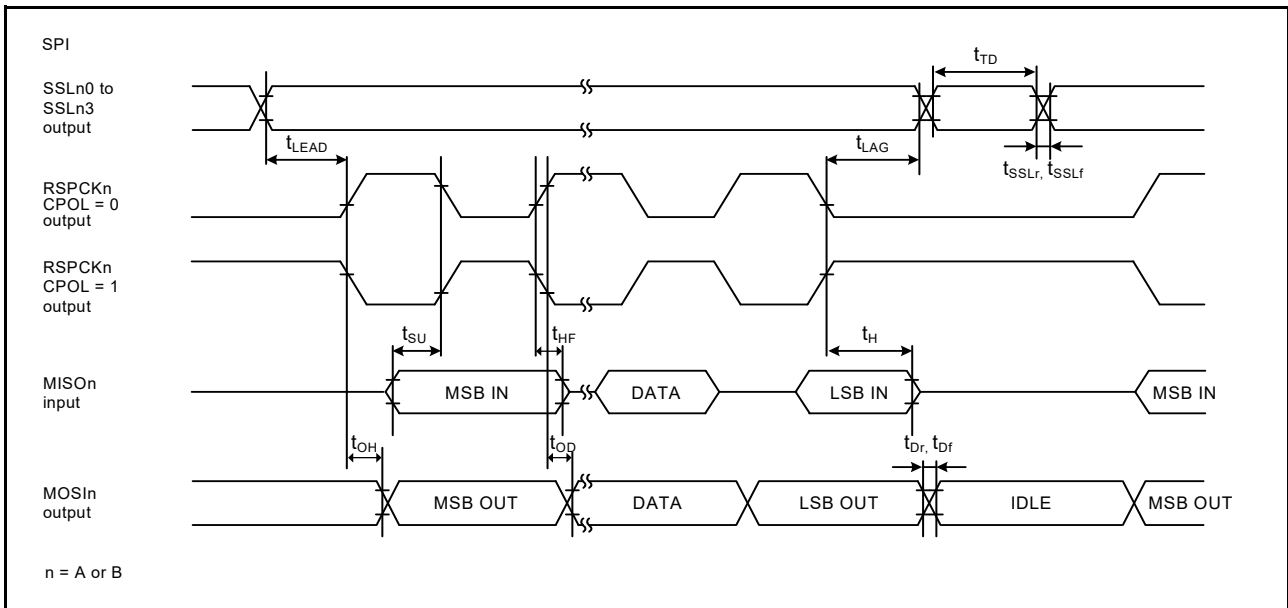 SPI
SSLn0 to
SSLn3
output
tTD
tLEAD
tLAG
tSSLr, tSSLf
RSPCKn
CPOL = 0
output
RSPCKn
CPOL = 1
output
tSU
tHF
tH
MISOn
input
MSB IN
DATA
LSB IN
MSB IN
tOH
tOD
tDr, tDf
MOSIn
output
MSB OUT
DATA
LSB OUT
IDLE
MSB OUT
n = A or B